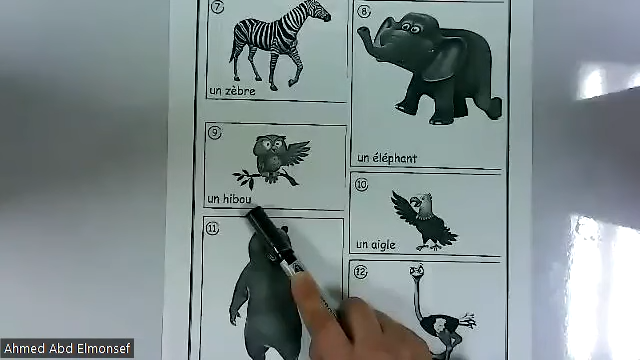 7
8
un zèbre
un éléphant
9
un hibou
10
un aigle
11
12
Ahmed Abd Elmonsef